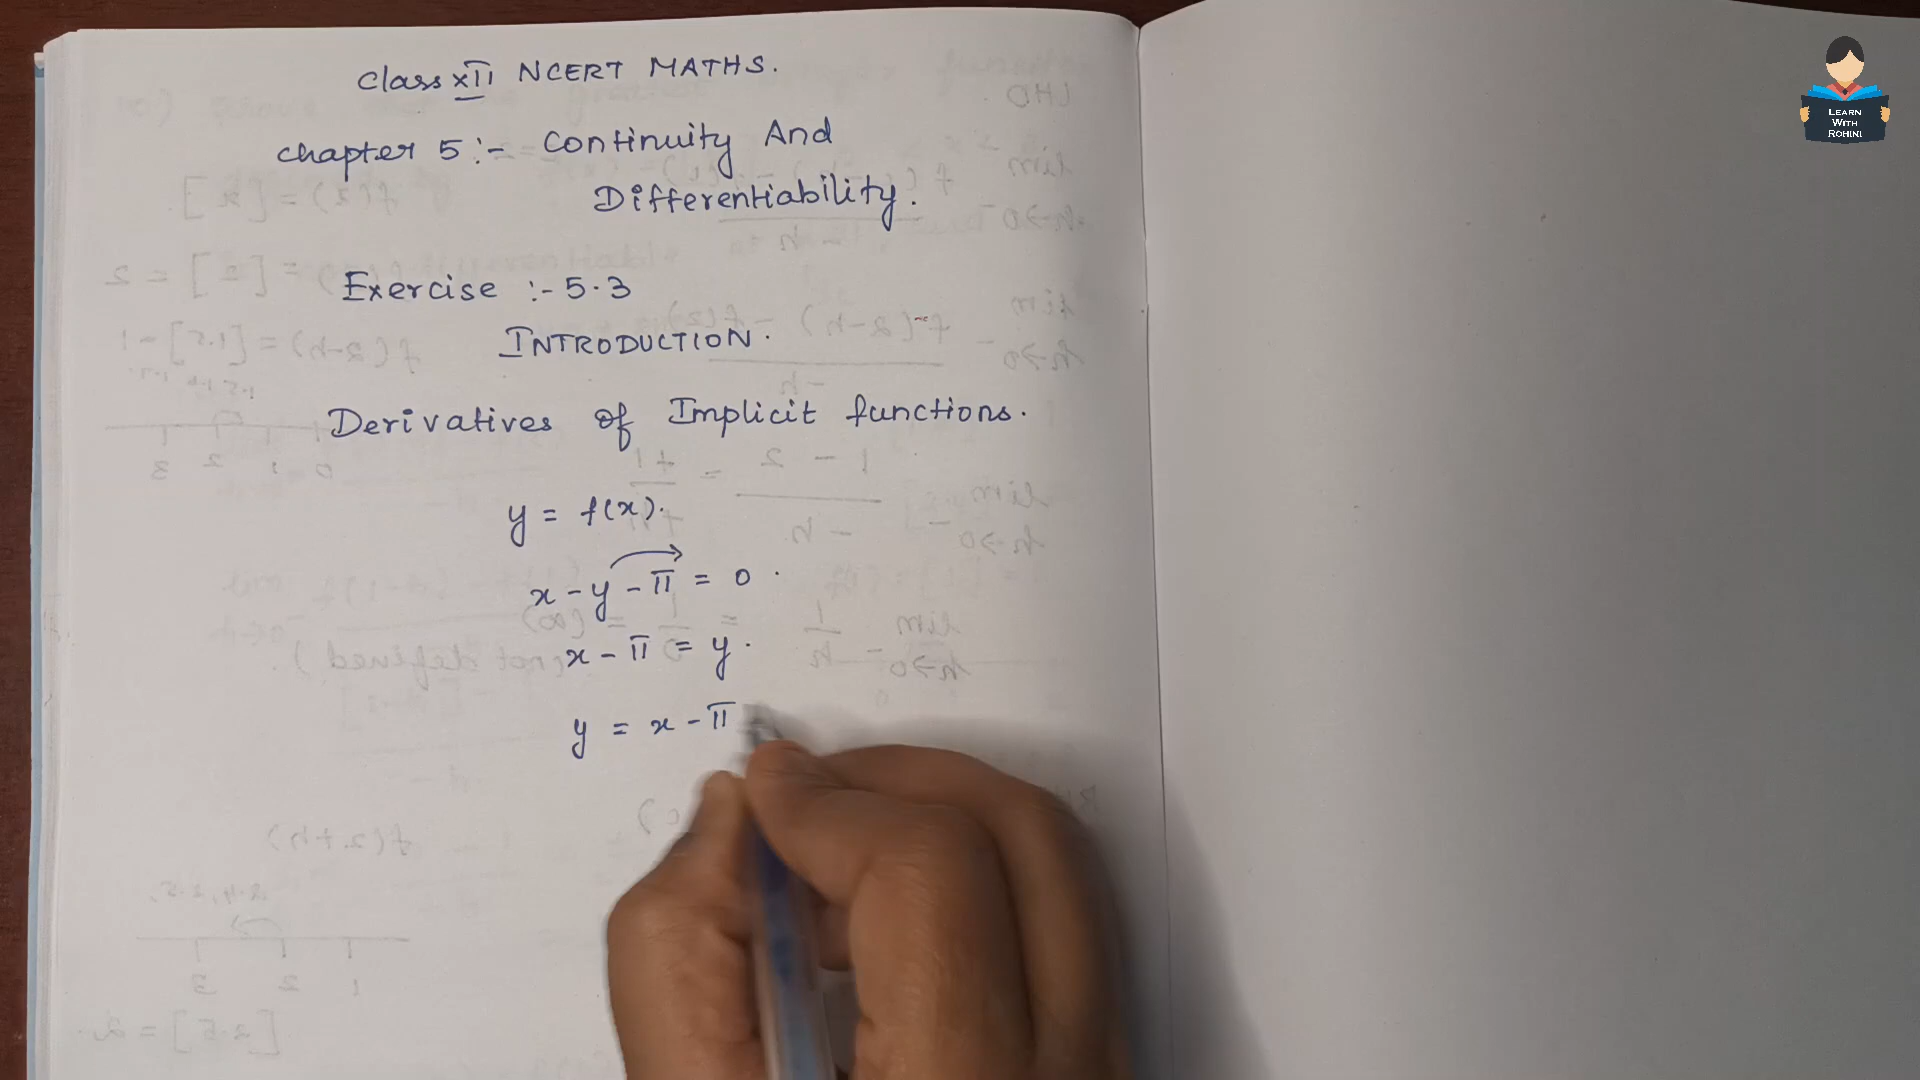 Class XII NCERT MATHS.
Chapter 5 :- Continuity And
Differentiability.
Exercise :- 5.3
INTRODUCTION.
Derivatives of Implicit functions.
y = f(x).
x - y - π = 0.
x - π = y.
y = x - π
LEARN
WITH
ROHINI